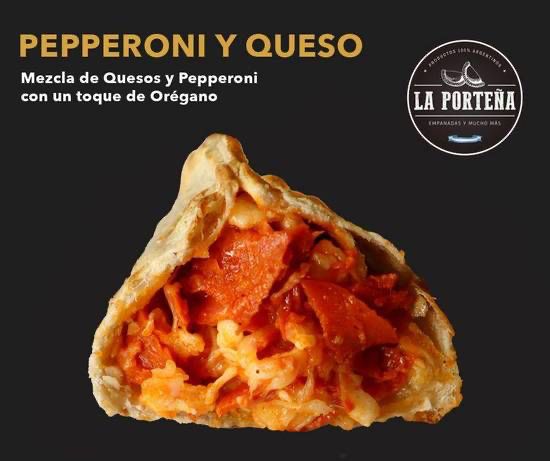 PEPPERONI Y QUESO
Mezcla de Quesos y Pepperoni
con un toque de Orégano
PRODUCTOS 100% ARGENTINOS
LA PORTEÑA
EMPANADAS Y MUCHO MÁS